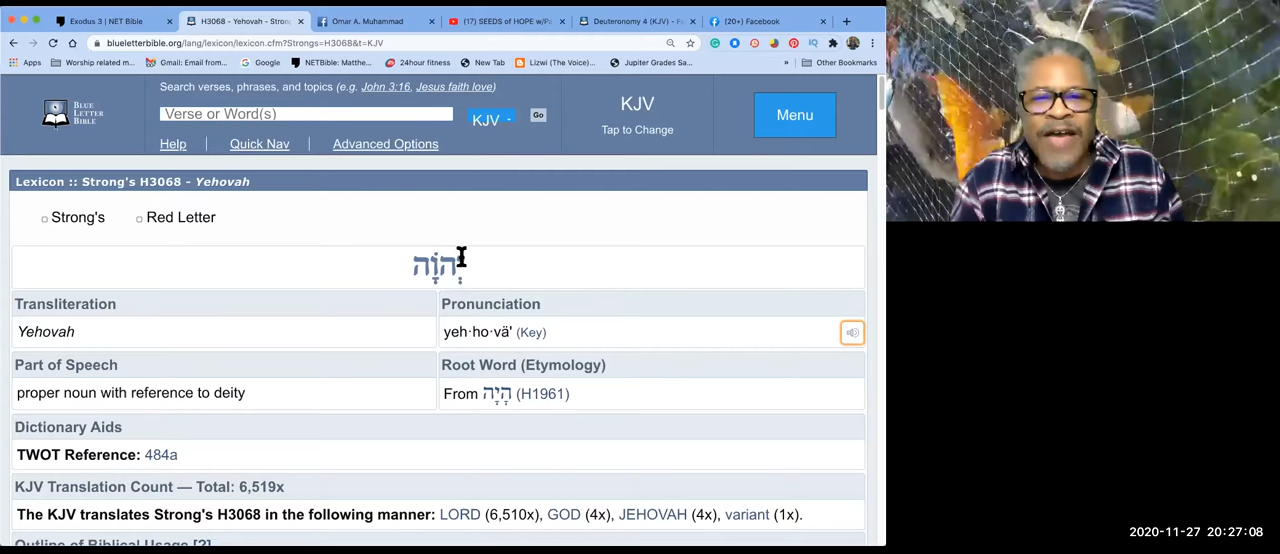 Exodus 3 | NET Bible
H3068 - Yehovah - Strong
Omar A. Muhammad
(17) SEEDS of HOPE w/Pa
Deuteronomy 4 (KJV) - F
(20+) Facebook
blueletterbible.org/lang/lexicon/lexicon.cfm?Strongs=H3068&t=KJV
Apps
Worship related m...
Gmail: Email from...
Google
NETBible: Matthe...
24hour fitness
New Tab
Lizwi (The Voice)...
Jupiter Grades Sa...
»
Other Bookmarks
Search verses, phrases, and topics (e.g. John 3:16, Jesus faith love)
BLUE
LETTER
BIBLE
Verse or Word(s)
KJV
Go
KJV
Tap to Change
Menu
Help | Quick Nav | Advanced Options
Lexicon :: Strong's H3068 - Yehovah
Strong's
Red Letter
יְהֹוָה
Transliteration
Pronunciation
Yehovah
yeh·ho·vä' (Key)
Part of Speech
Root Word (Etymology)
proper noun with reference to deity
From הָיָה (H1961)
Dictionary Aids
TWOT Reference: 484a
KJV Translation Count — Total: 6,519x
The KJV translates Strong's H3068 in the following manner: LORD (6,510x), GOD (4x), JEHOVAH (4x), variant (1x).
Outline of Biblical Usage [?]
2020-11-27 20:27:08